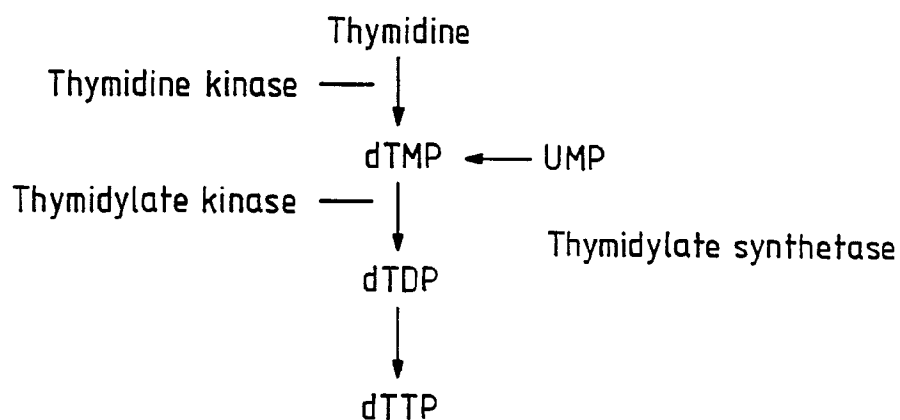 Thymidine
Thymidine kinase
dTMP
UMP
Thymidylate kinase
Thymidylate synthetase
dTDP
dTTP